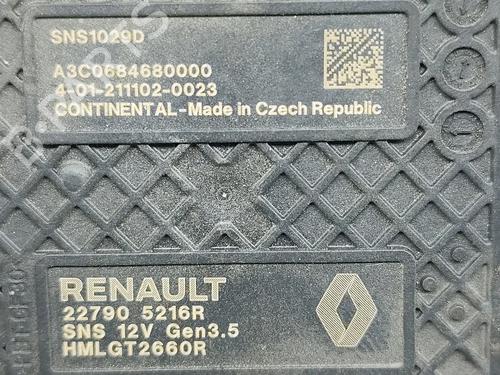 SNS1029D
A3C0684680000
4-01-211102-0023
CONTINENTAL-Made in Czech Republic
RENAULT
22790 5216R
SNS 12V Gen3.5
HMLGT2660R